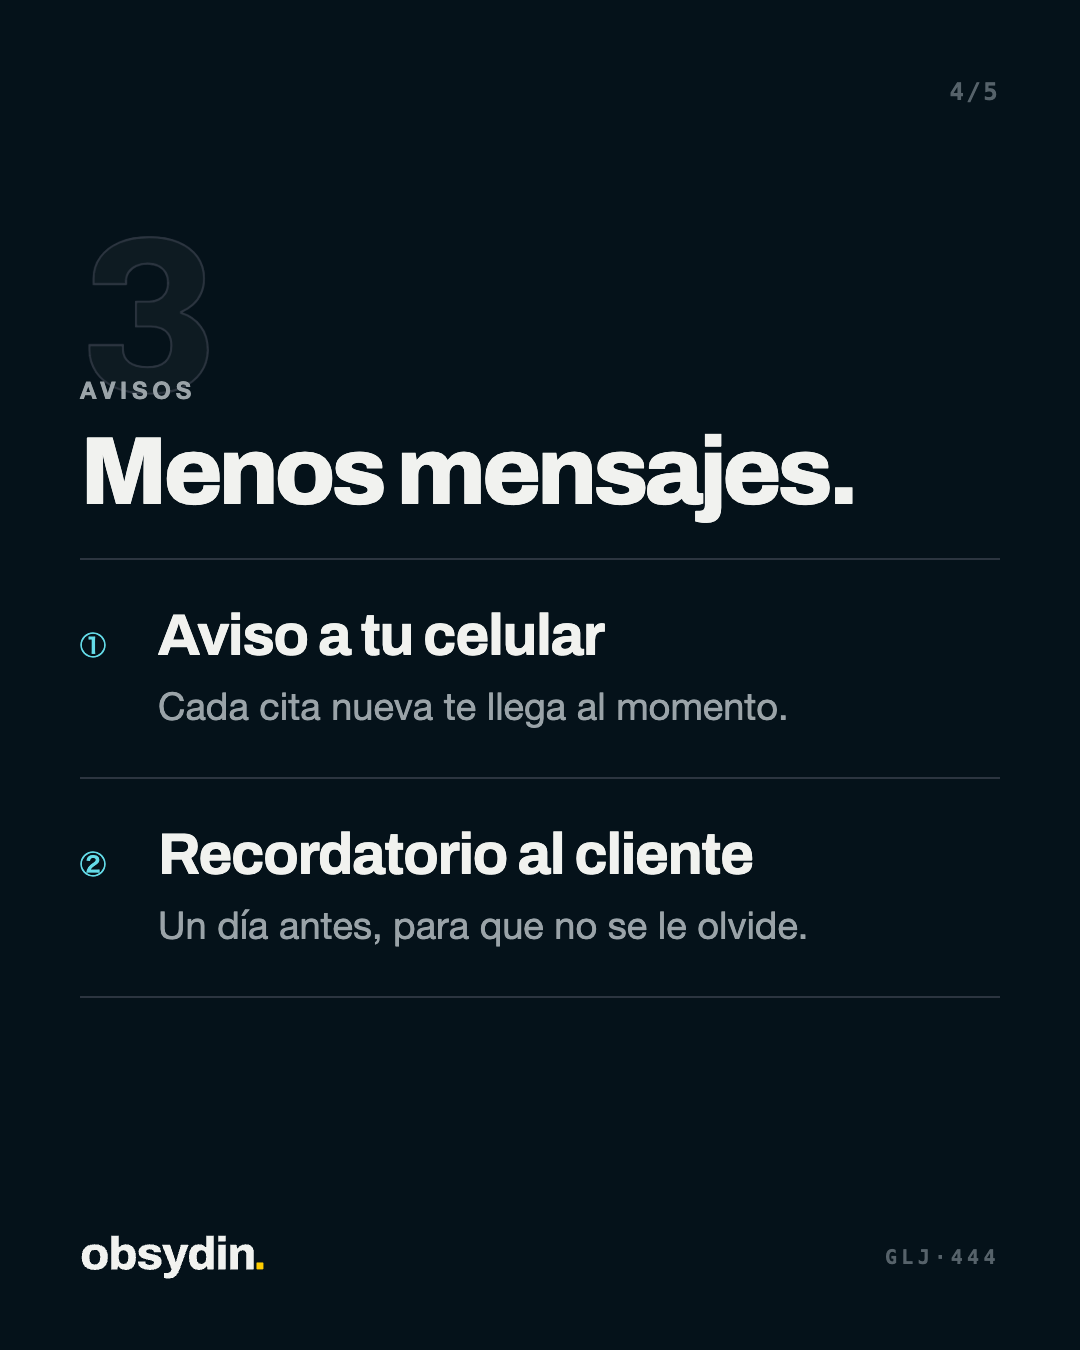 4/5
3
AVISOS
Menos mensajes.
① Aviso a tu celular
Cada cita nueva te llega al momento.
② Recordatorio al cliente
Un día antes, para que no se le olvide.
obsydin.
GLJ·444